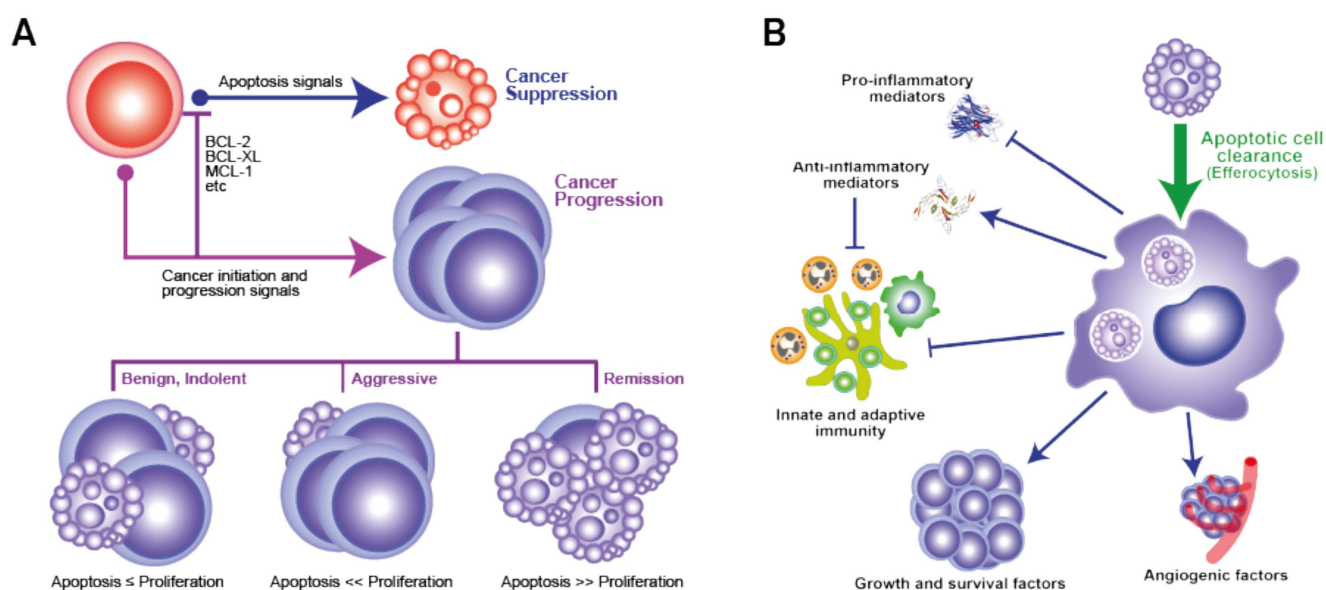 A
Apoptosis signals
Cancer
Suppression
BCL-2
BCL-XL
MCL-1
etc
Cancer
Progression
Cancer initiation and
progression signals
Benign, Indolent
Aggressive
Remission
Apoptosis ≤ Proliferation
Apoptosis << Proliferation
Apoptosis >> Proliferation
B
Pro-inflammatory
mediators
Apoptotic cell
clearance
(Efferocytosis)
Anti-inflammatory
mediators
Innate and adaptive
immunity
Growth and survival factors
Angiogenic factors